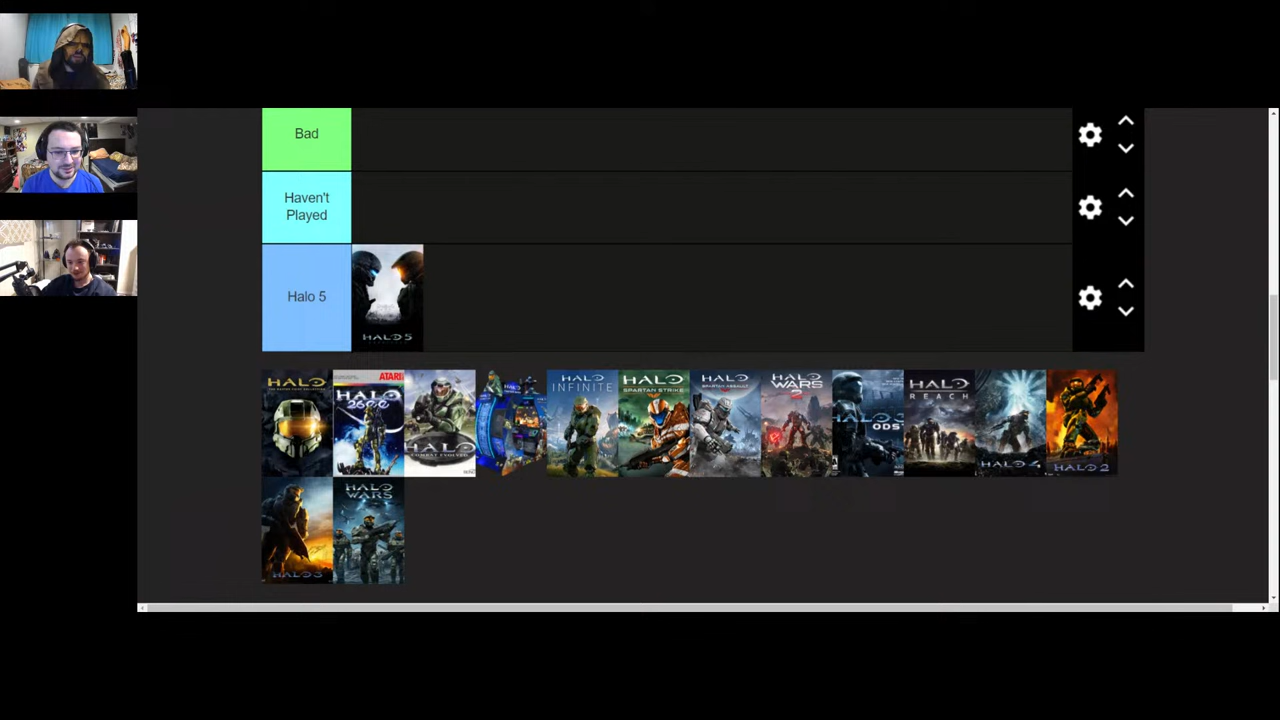 Bad
Haven't
Played
Halo 5
HALO 5
HALO
HALO
2600
ATARI
HALO
COMBAT EVOLVED
HALO
INFINITE
HALO
SPARTAN STRIKE
HALO
SPARTAN ASSAULT
HALO
WARS
2
HALO 3
ODST
HALO
REACH
HALO 4
HALO 2
HALO 3
HALO
WARS